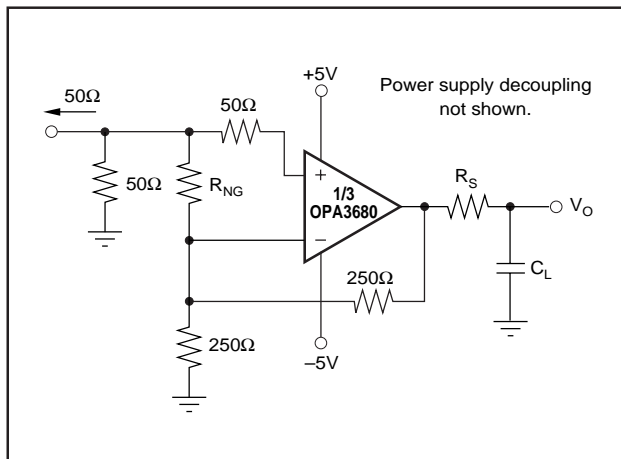 50Ω
50Ω
+5V
Power supply decoupling
not shown.
50Ω
R_NG
+
1/3
OPA3680
−
R_S
V_O
C_L
250Ω
250Ω
–5V